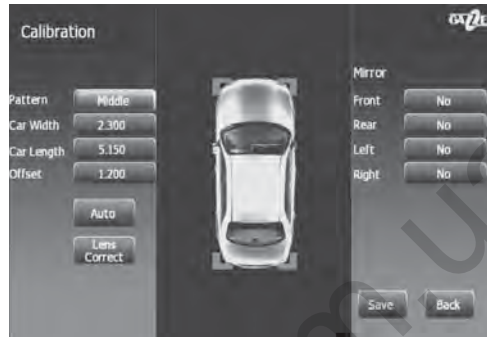 Calibration
GAZZE
Pattern Middle
Car Width 2.300
Car Length 5.150
Offset 1.200
Auto
Lens
Correct
Mirror
Front No
Rear No
Left No
Right No
Save Back